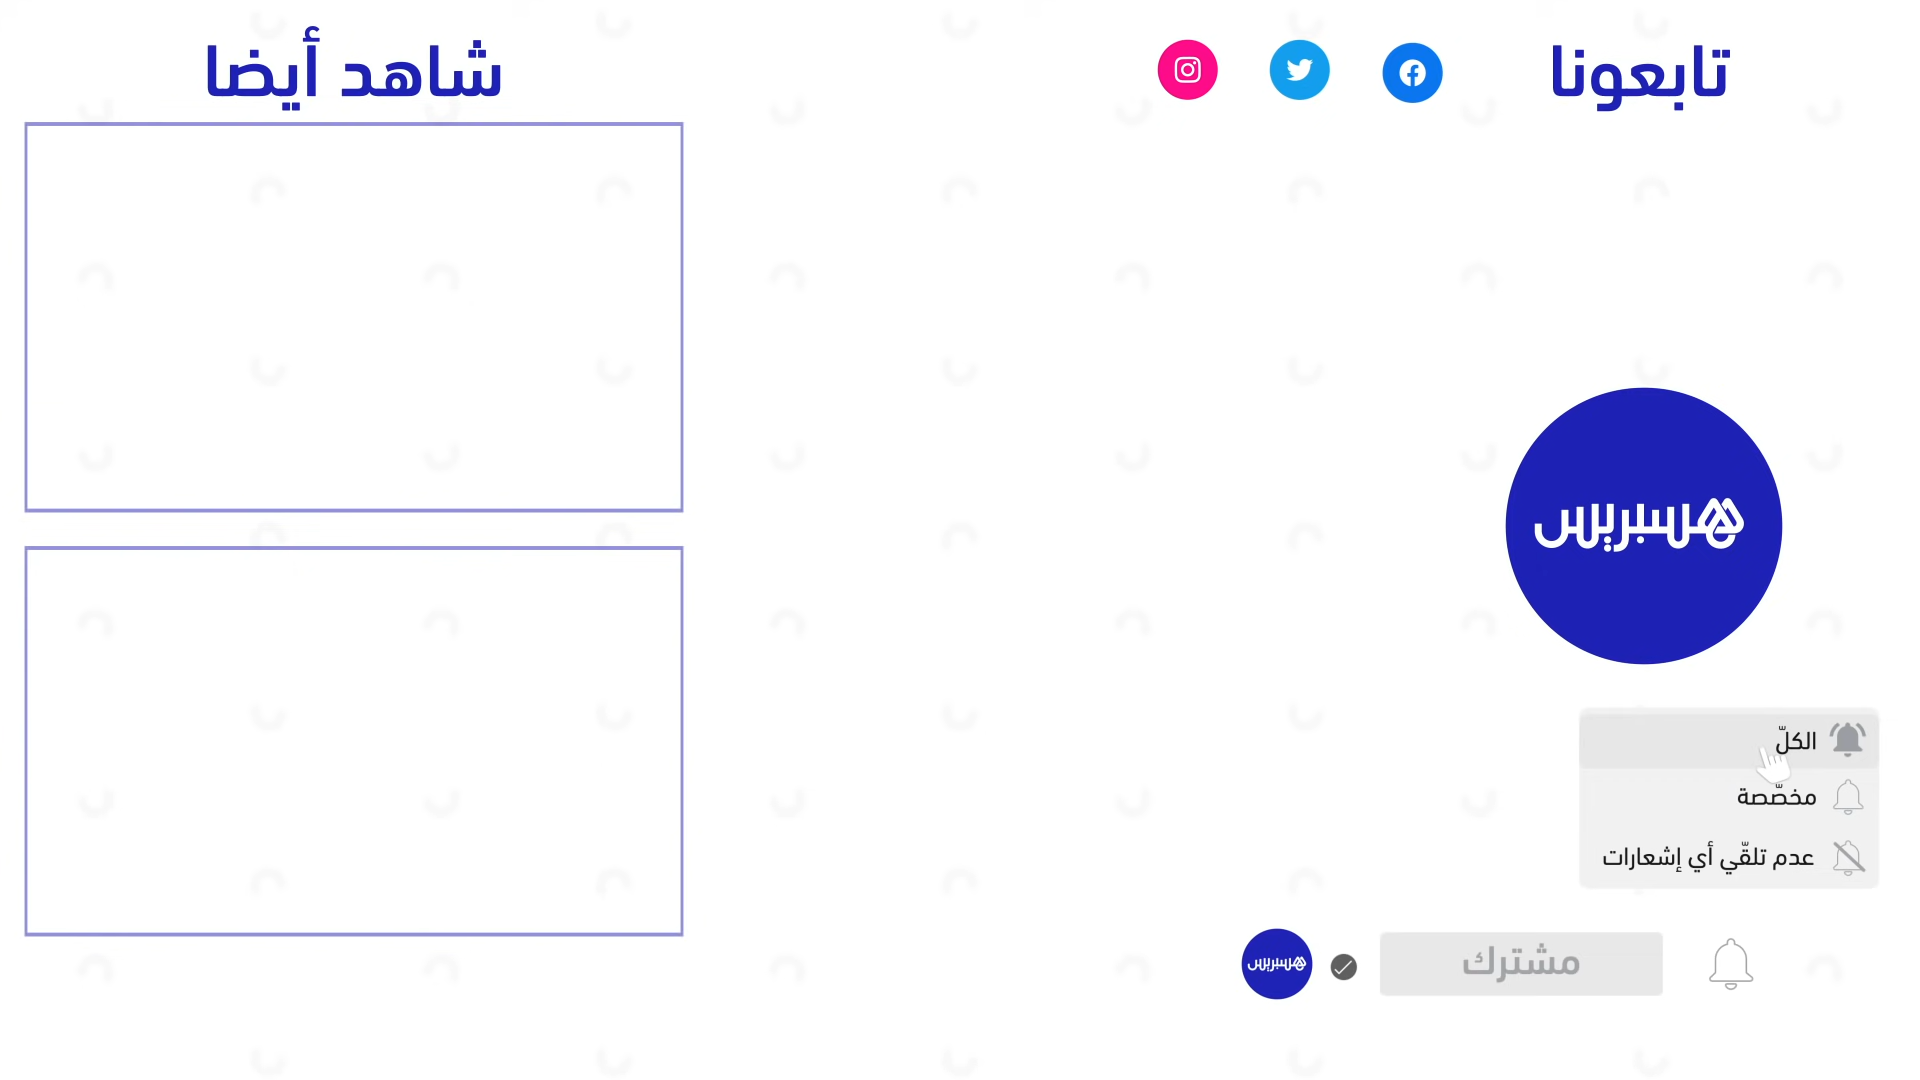 تابعونا
شاهد أيضا
هسبريس
الكلّ
مخصّصة
عدم تلقّي أي إشعارات
هسبريس
مشترك